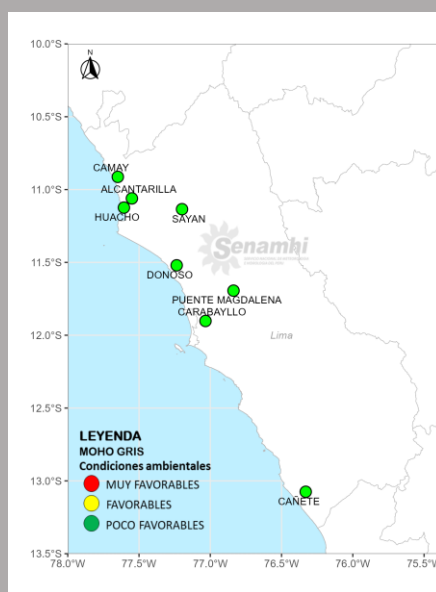 10.0°S
N
10.5°S
CAMAY
11.0°S
ALCANTARILLA
HUACHO
SAYAN
Senamhi
11.5°S
DONOSO
PUENTE MAGDALENA
CARABAYLLO
12.0°S
Lima
12.5°S
LEYENDA
MOHO GRIS
Condiciones ambientales
13.0°S
MUY FAVORABLES
CAÑETE
FAVORABLES
POCO FAVORABLES
13.5°S
78.0°W 77.5°W 77.0°W 76.5°W 76.0°W 75.5°W